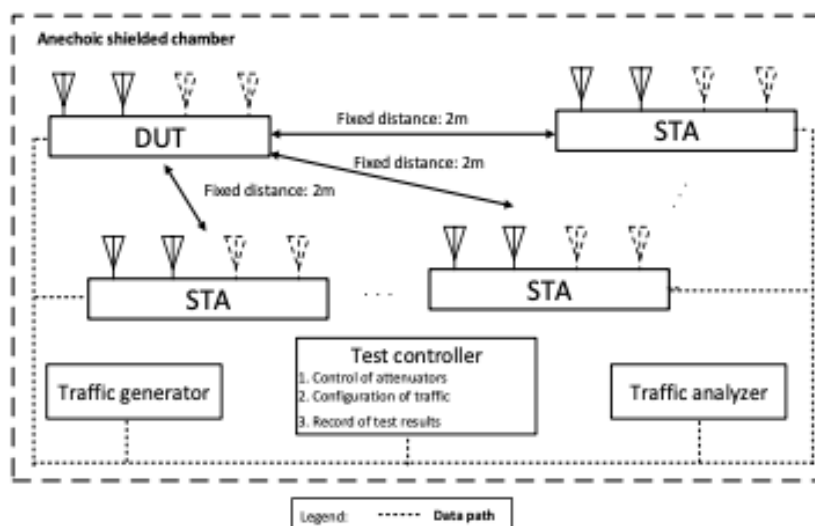 Anechoic shielded chamber
DUT
Fixed distance: 2m
STA
Fixed distance: 2m
Fixed distance: 2m
STA
STA
Test controller
1. Control of attenuators
2. Configuration of traffic
3. Record of test results
Traffic generator
Traffic analyzer
Legend: Data path